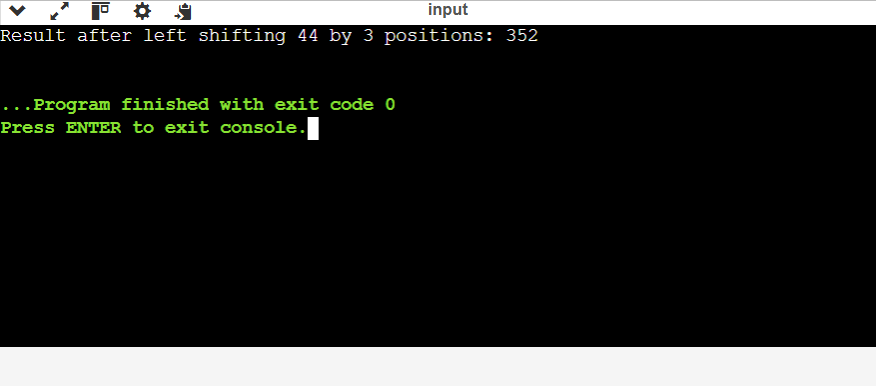 input
Result after left shifting 44 by 3 positions: 352
...Program finished with exit code 0
Press ENTER to exit console.